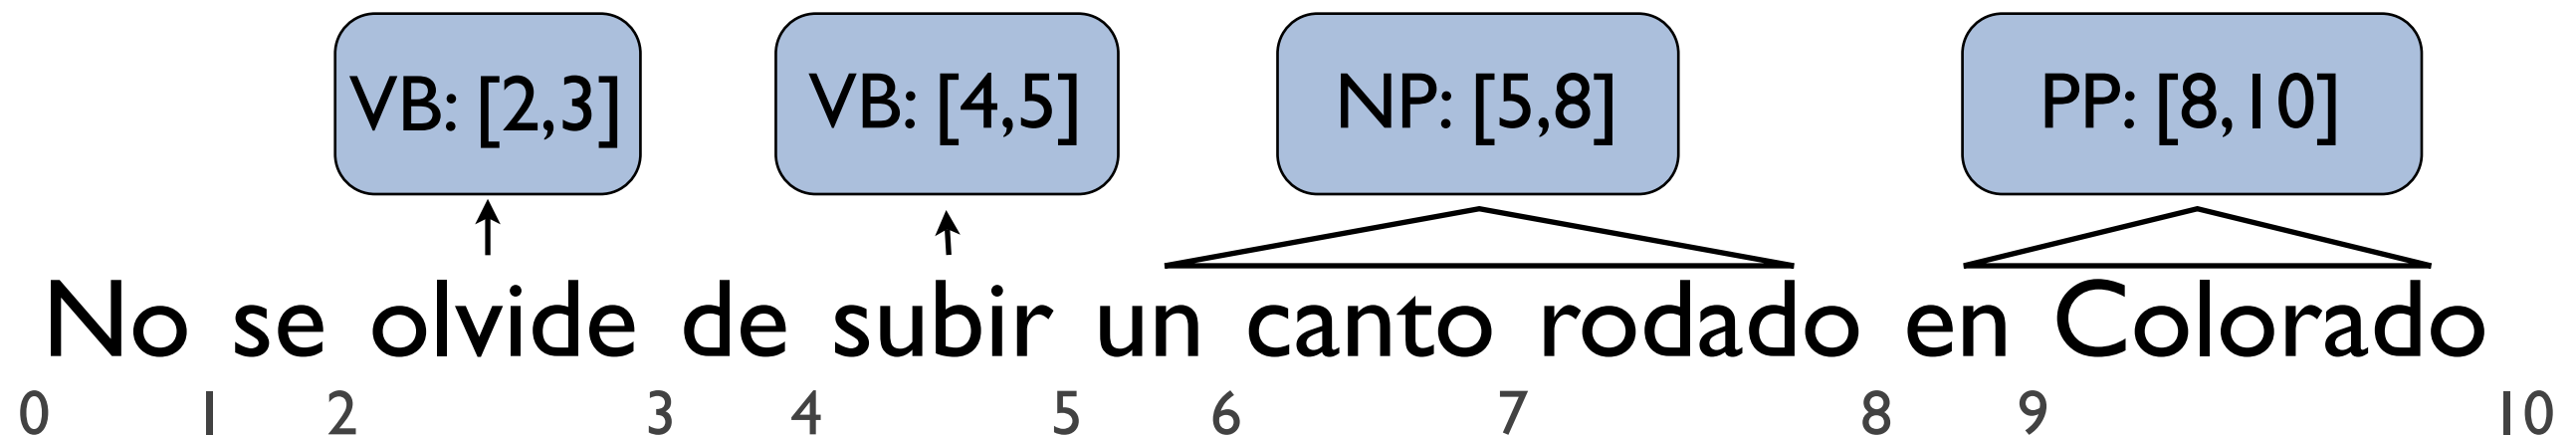 VB: [2,3] VB: [4,5] NP: [5,8] PP: [8,10]
No se olvide de subir un canto rodado en Colorado
0 1 2 3 4 5 6 7 8 9 10